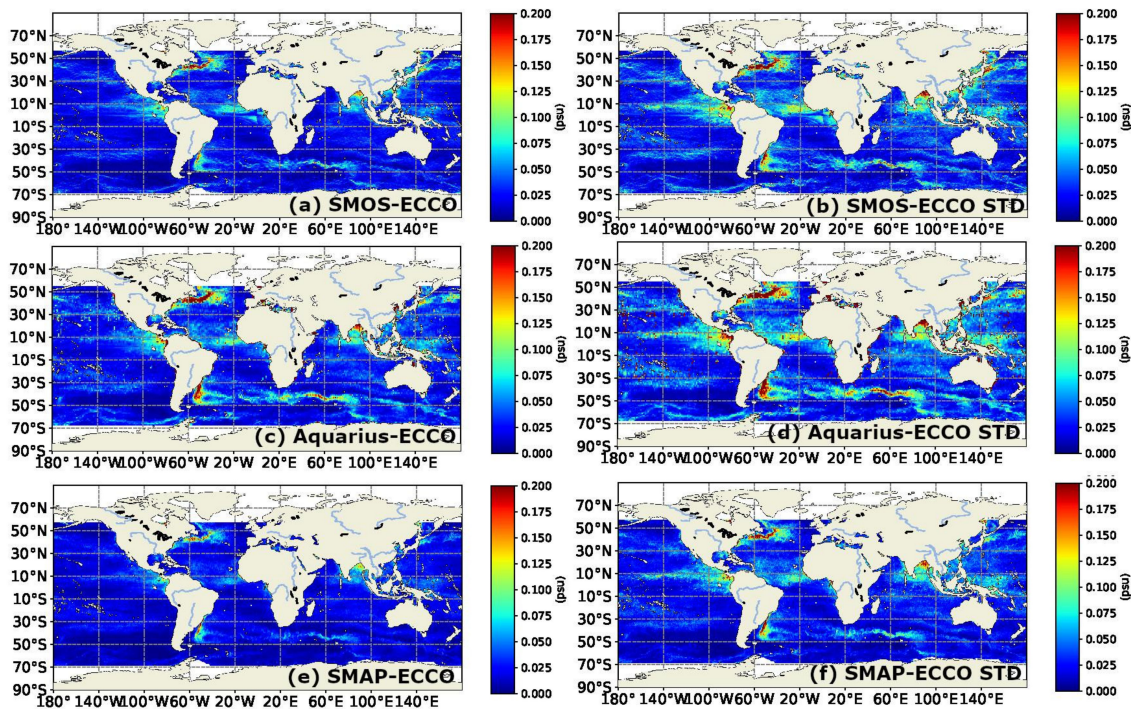 70°N
50°N
30°N
10°N
10°S
30°S
50°S
70°S
90°S
180° 140°W100°W60°W 20°W 20°E 60°E 100°E140°E
(a) SMOS-ECCO
0.200
0.175
0.150
0.125
0.100
0.075
0.050
0.025
0.000
(psu)
70°N
50°N
30°N
10°N
10°S
30°S
50°S
70°S
90°S
180° 140°W100°W60°W 20°W 20°E 60°E 100°E140°E
(b) SMOS-ECCO STD
0.200
0.175
0.150
0.125
0.100
0.075
0.050
0.025
0.000
(psu)
70°N
50°N
30°N
10°N
10°S
30°S
50°S
70°S
90°S
180° 140°W100°W60°W 20°W 20°E 60°E 100°E140°E
(c) Aquarius-ECCO
0.200
0.175
0.150
0.125
0.100
0.075
0.050
0.025
0.000
(psu)
70°N
50°N
30°N
10°N
10°S
30°S
50°S
70°S
90°S
180° 140°W100°W60°W 20°W 20°E 60°E 100°E140°E
(d) Aquarius-ECCO STD
0.200
0.175
0.150
0.125
0.100
0.075
0.050
0.025
0.000
(psu)
70°N
50°N
30°N
10°N
10°S
30°S
50°S
70°S
90°S
180° 140°W100°W60°W 20°W 20°E 60°E 100°E140°E
(e) SMAP-ECCO
0.200
0.175
0.150
0.125
0.100
0.075
0.050
0.025
0.000
(psu)
70°N
50°N
30°N
10°N
10°S
30°S
50°S
70°S
90°S
180° 140°W100°W60°W 20°W 20°E 60°E 100°E140°E
(f) SMAP-ECCO STD
0.200
0.175
0.150
0.125
0.100
0.075
0.050
0.025
0.000
(psu)